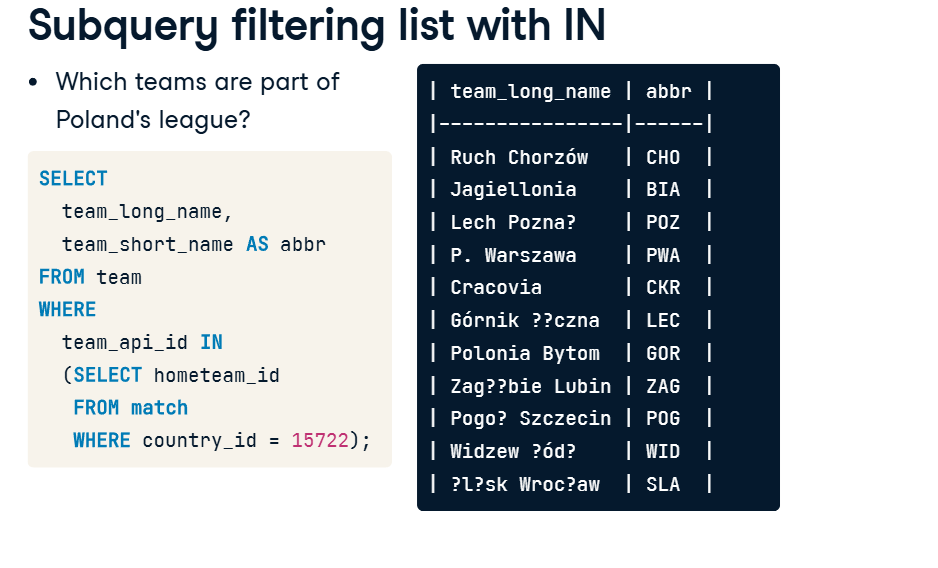 Subquery filtering list with IN
• Which teams are part of
Poland's league?
SELECT
  team_long_name,
  team_short_name AS abbr
FROM team
WHERE
  team_api_id IN
  (SELECT hometeam_id
   FROM match
   WHERE country_id = 15722);
| team_long_name | abbr |
|----------------|------|
| Ruch Chorzów   | CHO  |
| Jagiellonia    | BIA  |
| Lech Pozna?    | POZ  |
| P. Warszawa    | PWA  |
| Cracovia       | CKR  |
| Górnik ??czna  | LEC  |
| Polonia Bytom  | GOR  |
| Zag??bie Lubin | ZAG  |
| Pogo? Szczecin | POG  |
| Widzew ?ód?    | WID  |
| ?l?sk Wroc?aw  | SLA  |